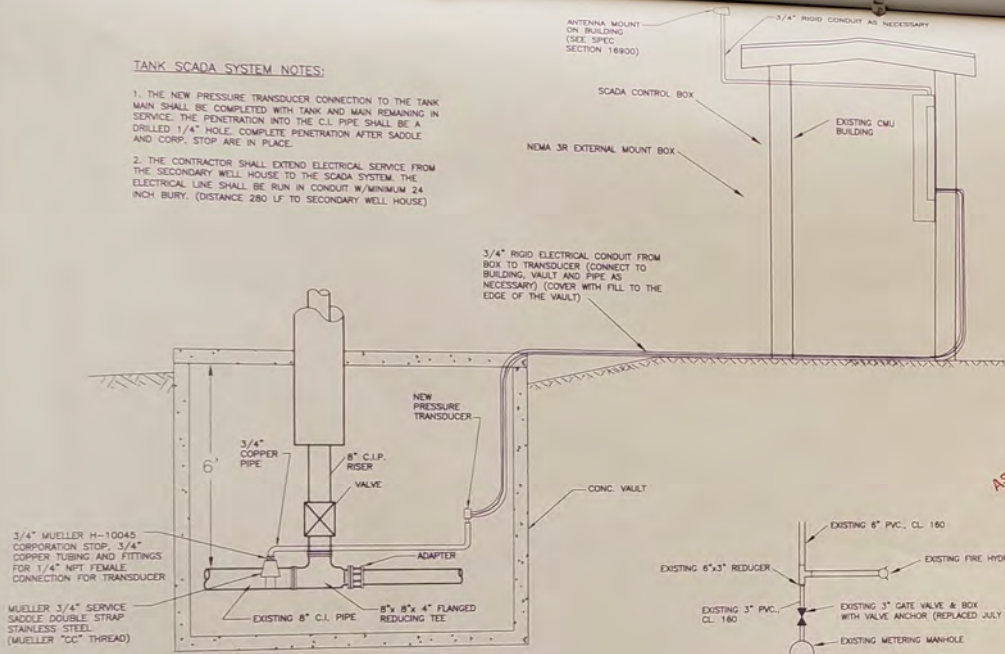 TANK SCADA SYSTEM NOTES:
1. THE NEW PRESSURE TRANSDUCER CONNECTION TO THE TANK
MAIN SHALL BE COMPLETED WITH TANK AND MAIN REMAINING IN
SERVICE. THE PENETRATION INTO THE C.I. PIPE SHALL BE A
DRILLED 1/4" HOLE. COMPLETE PENETRATION AFTER SADDLE
AND CORP. STOP ARE IN PLACE.
2. THE CONTRACTOR SHALL EXTEND ELECTRICAL SERVICE FROM
THE SECONDARY WELL HOUSE TO THE SCADA SYSTEM. THE
ELECTRICAL LINE SHALL BE RUN IN CONDUIT W/MINIMUM 24
INCH BURY. (DISTANCE 280 LF TO SECONDARY WELL HOUSE)
ANTENNA MOUNT
ON BUILDING
(SEE SPEC
SECTION 16900)
3/4" RIGID CONDUIT AS NECESSARY
SCADA CONTROL BOX
EXISTING CMU
BUILDING
NEMA 3R EXTERNAL MOUNT BOX
3/4" RIGID ELECTRICAL CONDUIT FROM
BOX TO TRANSDUCER (CONNECT TO
BUILDING, VAULT AND PIPE AS
NECESSARY) (COVER WITH FILL TO THE
EDGE OF THE VAULT)
NEW
PRESSURE
TRANSDUCER
3/4"
COPPER
PIPE
6'
8" C.I.P.
RISER
VALVE
CONC. VAULT
3/4" MUELLER H-10045
CORPORATION STOP, 3/4"
COPPER TUBING AND FITTINGS
FOR 1/4" NPT FEMALE
CONNECTION FOR TRANSDUCER
ADAPTER
MUELLER 3/4" SERVICE
SADDLE DOUBLE STRAP
STAINLESS STEEL
(MUELLER "CC" THREAD)
EXISTING 8" C.I. PIPE
8"x 8"x 4" FLANGED
REDUCING TEE
AS
EXISTING 6" PVC., CL. 160
EXISTING 6"x3" REDUCER
EXISTING FIRE HYD
EXISTING 3" PVC.,
CL. 160
EXISTING 3" GATE VALVE & BOX
WITH VALVE ANCHOR (REPLACED JULY
EXISTING METERING MANHOLE